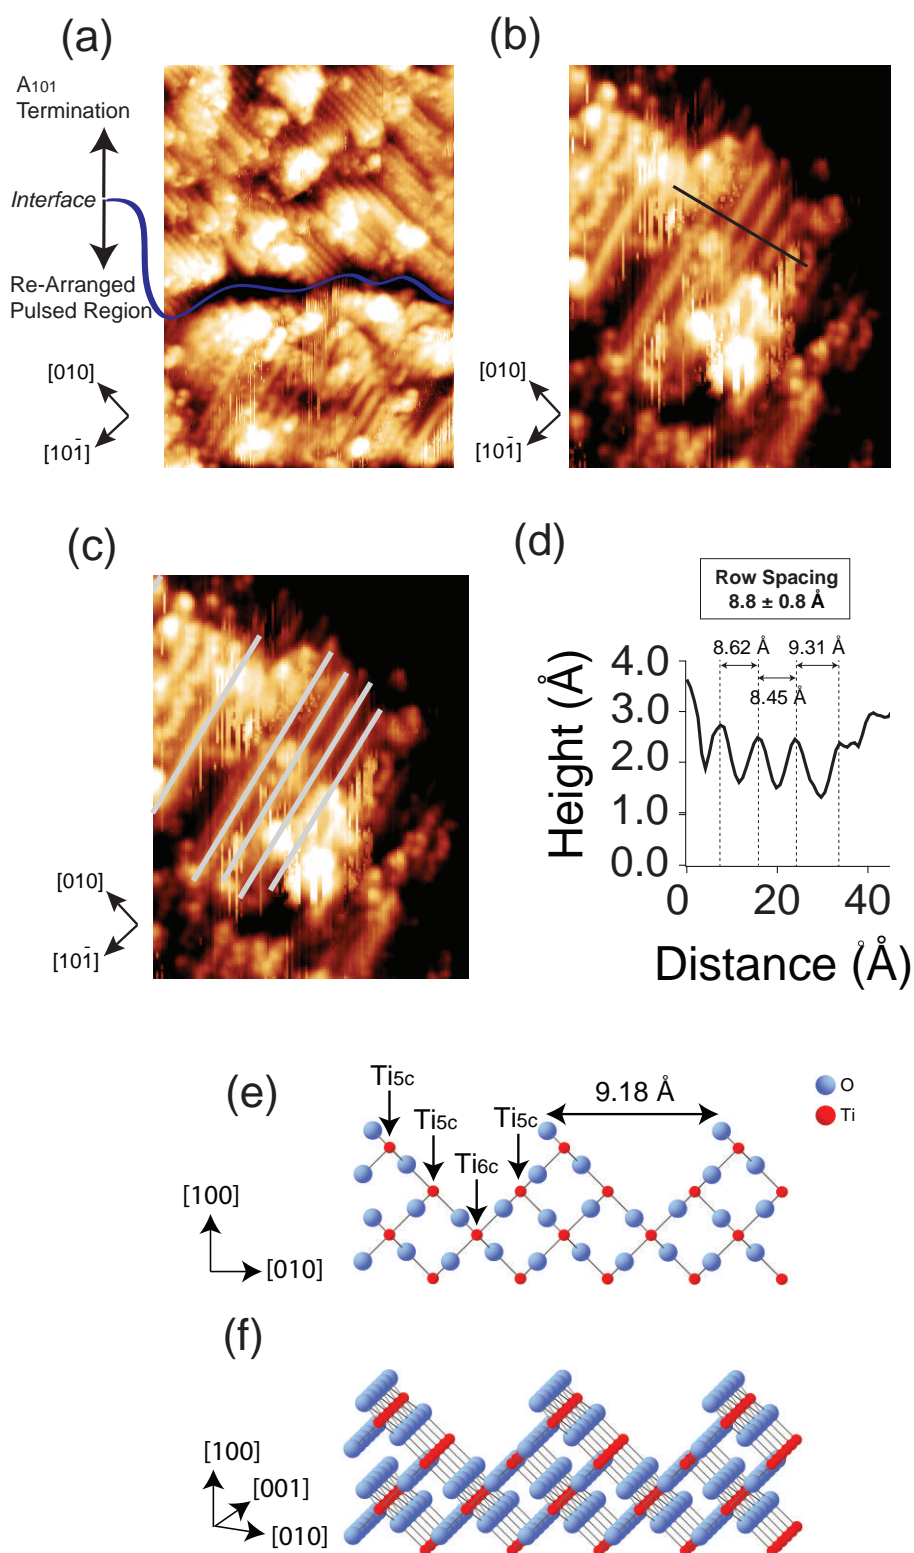 (a)
A101
Termination
Interface
Re-Arranged
Pulsed Region
[010]
[101̄]
(b)
[010]
[101̄]
(c)
[010]
[101̄]
(d)
Row Spacing
8.8 ± 0.8 Å
8.62 Å
9.31 Å
8.45 Å
Height (Å)
4.0
3.0
2.0
1.0
0.0
0
20
40
Distance (Å)
(e)
Ti5c
Ti5c
Ti5c
Ti6c
9.18 Å
O
Ti
[100]
[010]
(f)
[100]
[001]
[010]